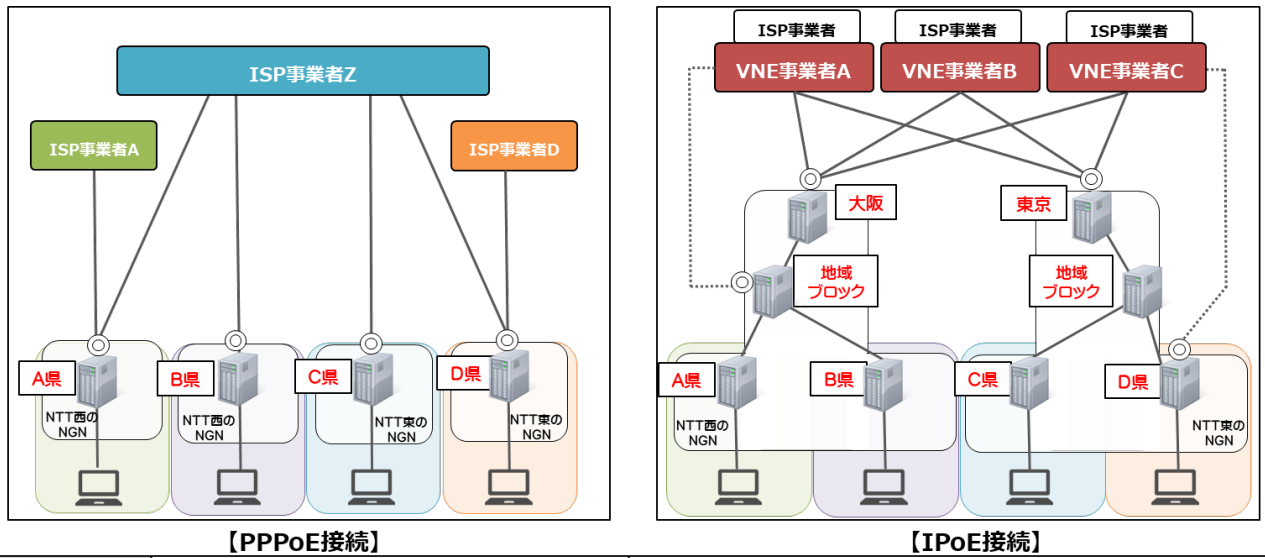 ISP事業者Z
ISP事業者A
ISP事業者D
A県
B県
C県
D県
NTT西の
NGN
NTT西の
NGN
NTT東の
NGN
NTT東の
NGN
【PPPoE接続】
ISP事業者
ISP事業者
ISP事業者
VNE事業者A
VNE事業者B
VNE事業者C
大阪
東京
地域
ブロック
地域
ブロック
A県
B県
C県
D県
NTT西の
NGN
NTT東の
NGN
【IPoE接続】